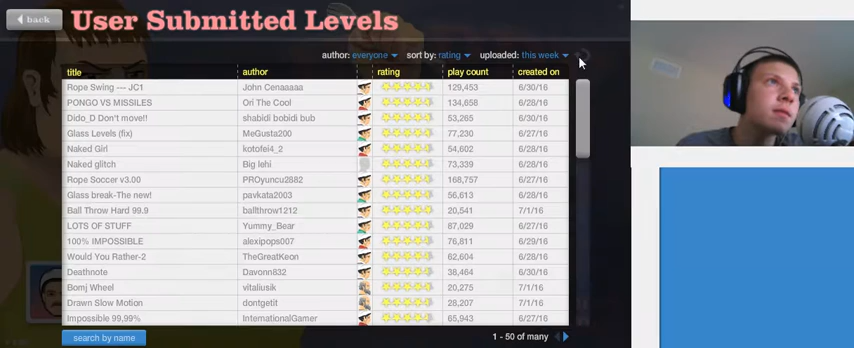 back
User Submitted Levels
author: everyone sort by: rating uploaded: this week
title author rating play count created on
Rope Swing --- JC1 John Cenaaaaa 129,453 6/30/16
PONGO VS MISSILES Ori The Cool 134,658 6/28/16
Dido_D Don't move!! shabidi bobidi bub 53,265 6/30/16
Glass Levels (fix) MeGusta200 77,230 6/27/16
Naked Girl kotofei4_2 54,602 6/28/16
Naked glitch Big lehi 73,339 6/28/16
Rope Soccer v3.00 PROyuncu2882 168,757 6/27/16
Glass break-The new! pavkata2003 56,613 6/28/16
Ball Throw Hard 99.9 ballthrow1212 20,541 7/1/16
LOTS OF STUFF Yummy_Bear 67,029 6/27/16
100% IMPOSSIBLE alexipops007 76,811 6/29/16
Would You Rather-2 TheGreatKeon 62,604 6/28/16
Deathnote Davonn832 38,464 6/30/16
Bomj Wheel vitaliusik 20,275 7/1/16
Drawn Slow Motion dontgetit 28,207 7/1/16
Impossible 99,99% InternationalGamer 65,943 6/27/16
search by name 1 - 50 of many